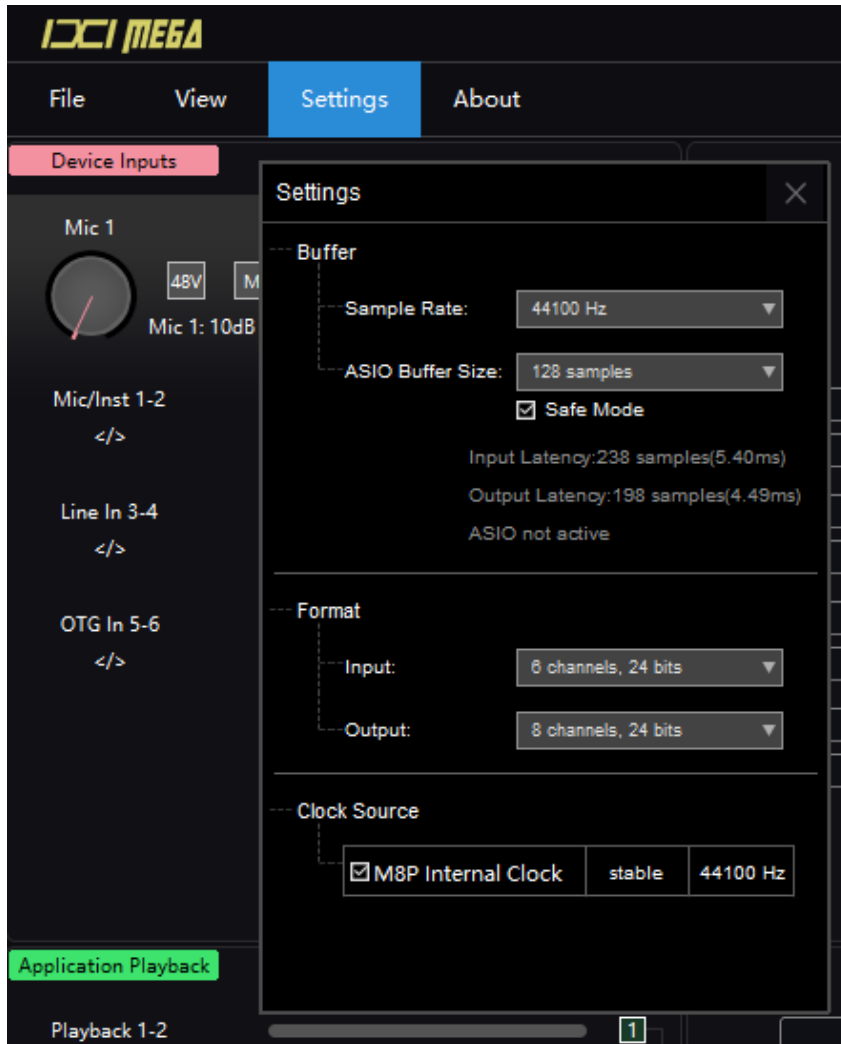 IXI MEGA
File View Settings About
Device Inputs
Settings
Mic 1
48V M
Mic 1: 10dB
Mic/Inst 1-2
</>
Line In 3-4
</>
OTG In 5-6
</>
Buffer
Sample Rate: 44100 Hz
ASIO Buffer Size: 128 samples
Safe Mode
Input Latency:238 samples(5.40ms)
Output Latency:198 samples(4.49ms)
ASIO not active
Format
Input: 6 channels, 24 bits
Output: 8 channels, 24 bits
Clock Source
M8P Internal Clock stable 44100 Hz
Application Playback
Playback 1-2 1